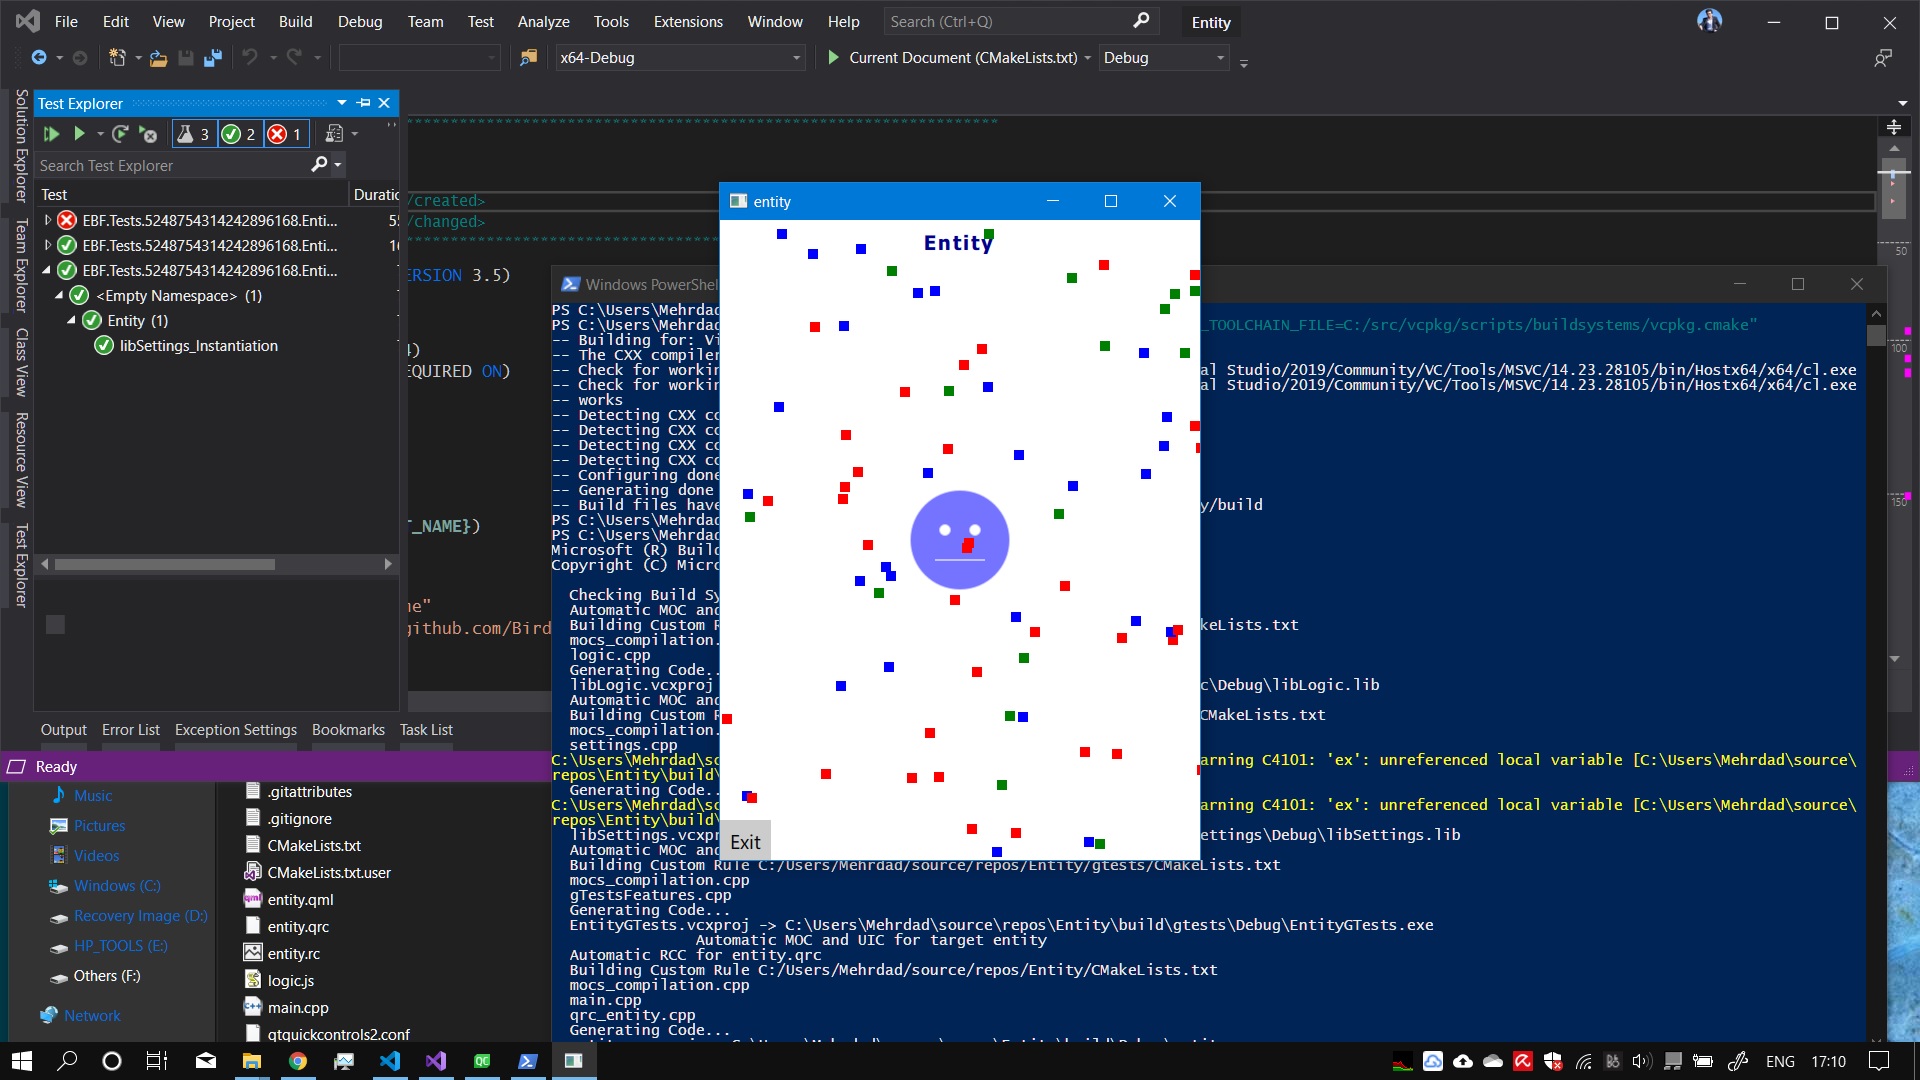 File Edit View Project Build Debug Team Test Analyze Tools Extensions Window Help Search (Ctrl+Q) Entity
x64-Debug Current Document (CMakeLists.txt) Debug
Solution Explorer
Team Explorer
Class View
Resource View
Test Explorer
Test Explorer
3 2 1
Search Test Explorer
Test
EBF.Tests.5248754314242896168.Enti...
EBF.Tests.5248754314242896168.Enti...
EBF.Tests.5248754314242896168.Enti...
<Empty Namespace> (1)
Entity (1)
libSettings_Instantiation
/created>
/changed>
ERSION 3.5)
EQUIRED ON)
T_NAME})
50
100
150
entity
Entity
Exit
Windows PowerShel
PS C:\Users\Mehrdad
PS C:\Users\Mehrdad _TOOLCHAIN_FILE=C:/src/vcpkg/scripts/buildsystems/vcpkg.cmake"
-- Building for: Vi
-- The CXX compiler
-- Check for workin al Studio/2019/Community/VC/Tools/MSVC/14.23.28105/bin/Hostx64/x64/cl.exe
-- Check for workin al Studio/2019/Community/VC/Tools/MSVC/14.23.28105/bin/Hostx64/x64/cl.exe
-- works
-- Detecting CXX co
-- Detecting CXX co
-- Detecting CXX co
-- Detecting CXX co
-- Configuring done
-- Generating done
-- Build files have y/build
PS C:\Users\Mehrdad
PS C:\Users\Mehrdad
Microsoft (R) Buil
Copyright (C) Micro
Checking Build Sy
Automatic MOC and
Building Custom R keLists.txt
mocs_compilation.
logic.cpp
Generating Code..
libLogic.vcxproj c\Debug\libLogic.lib
Automatic MOC and
Building Custom R CMakeLists.txt
mocs_compilation.
settings.cpp
C:\Users\Mehrdad\so arning C4101: 'ex': unreferenced local variable [C:\Users\Mehrdad\source\
repos\Entity\build\
Generating Code..
C:\Users\Mehrdad\so arning C4101: 'ex': unreferenced local variable [C:\Users\Mehrdad\source\
repos\Entity\build\
libSettings.vcxpr ettings\Debug\libSettings.lib
Automatic MOC and
Building Custom Rule C:/Users/Mehrdad/source/repos/Entity/gtests/CMakeLists.txt
mocs_compilation.cpp
gTestsFeatures.cpp
Generating Code...
EntityGTests.vcxproj -> C:\Users\Mehrdad\source\repos\Entity\build\gtests\Debug\EntityGTests.exe
Automatic MOC and UIC for target entity
Automatic RCC for entity.qrc
Building Custom Rule C:/Users/Mehrdad/source/repos/Entity/CMakeLists.txt
mocs_compilation.cpp
main.cpp
qrc_entity.cpp
Generating Code...
github.com/Bird
Output Error List Exception Settings Bookmarks Task List
Ready
Music
Pictures
Videos
Windows (C:)
Recovery Image (D:)
HP_TOOLS (E:)
Others (F:)
Network
.gitattributes
.gitignore
CMakeLists.txt
CMakeLists.txt.user
entity.qml
entity.qrc
entity.rc
logic.js
main.cpp
qtquickcontrols2.conf
ENG 17:10